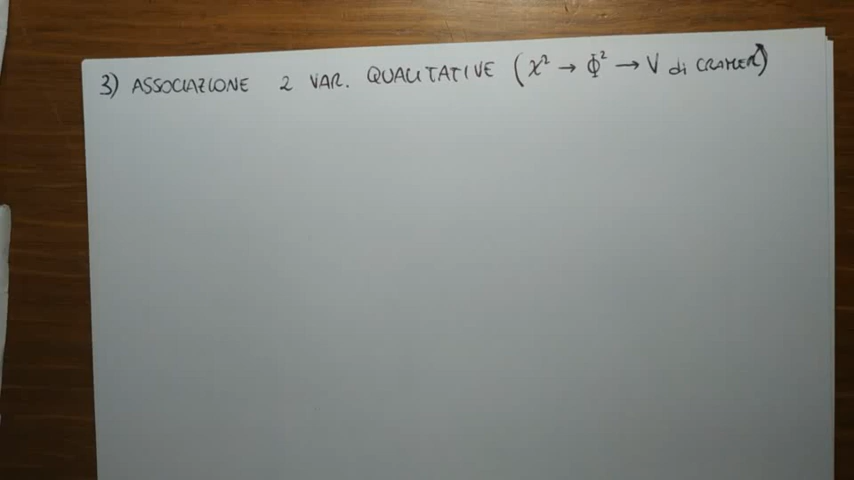 3) ASSOCIAZIONE 2 VAR. QUALITATIVE (χ² → Φ² → V di CRAMER)